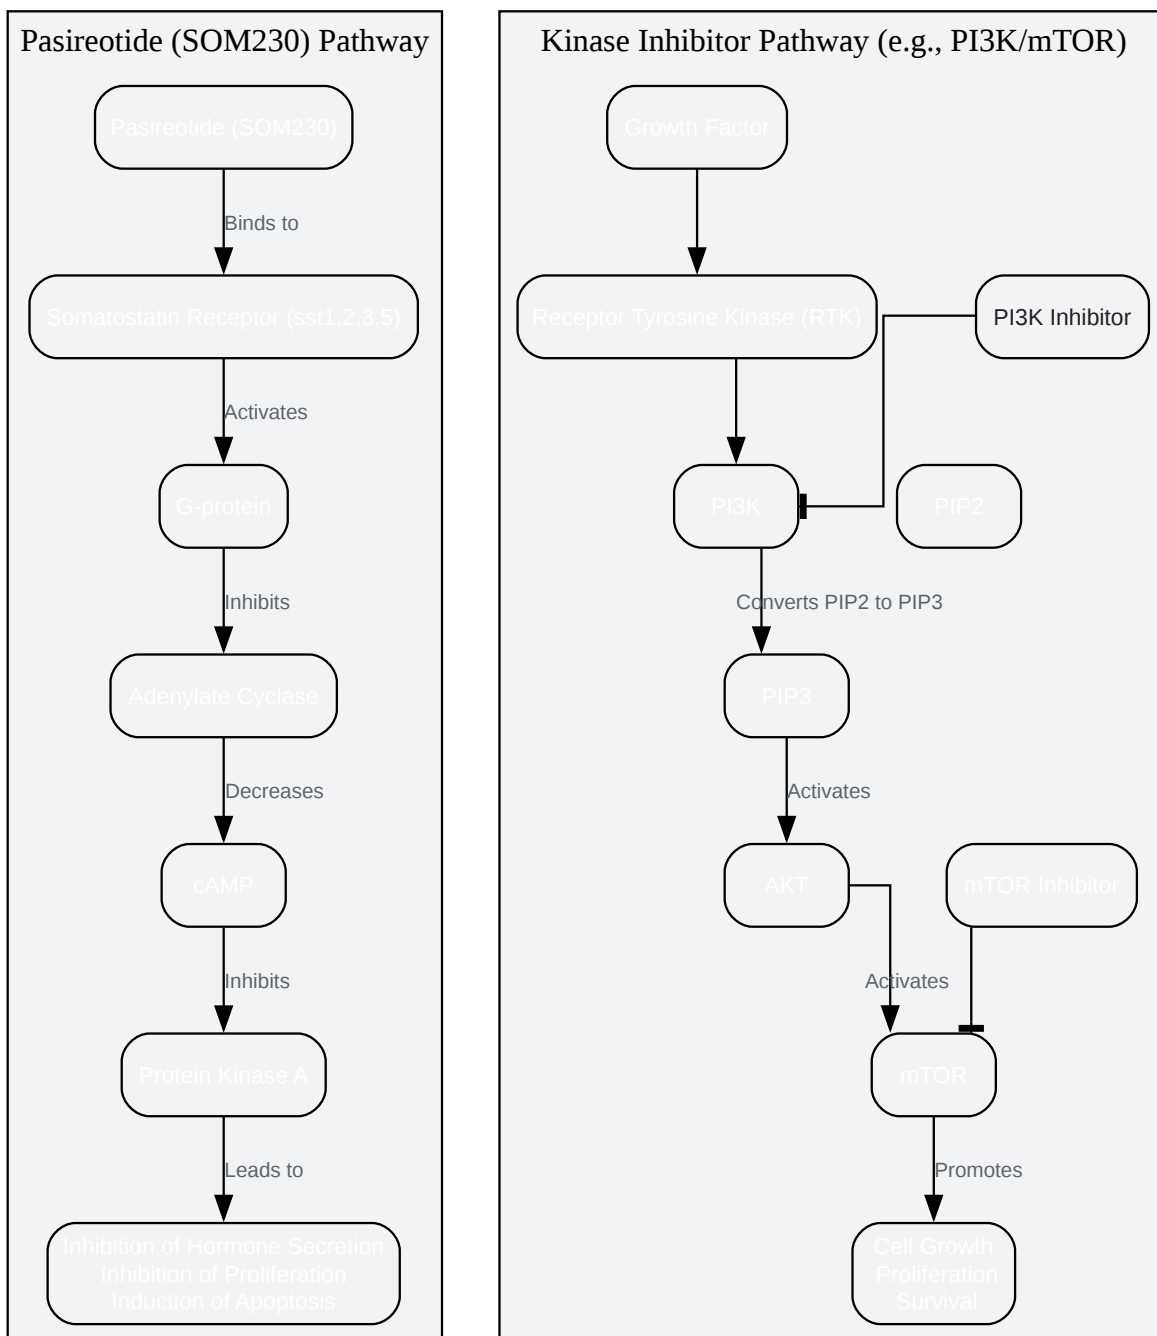 Pasireotide (SOM230) Pathway
Pasireotide (SOM230)
Binds to
Somatostatin Receptor (sst1,2,3,5)
Activates
G-protein
Inhibits
Adenylate Cyclase
Decreases
cAMP
Inhibits
Protein Kinase A
Leads to
Inhibition of Hormone Secretion
Inhibition of Proliferation
Induction of Apoptosis
Kinase Inhibitor Pathway (e.g., PI3K/mTOR)
Growth Factor
Receptor Tyrosine Kinase (RTK)
PI3K Inhibitor
PI3K
PIP2
Converts PIP2 to PIP3
PIP3
Activates
AKT
mTOR Inhibitor
Activates
mTOR
Promotes
Cell Growth
Proliferation
Survival